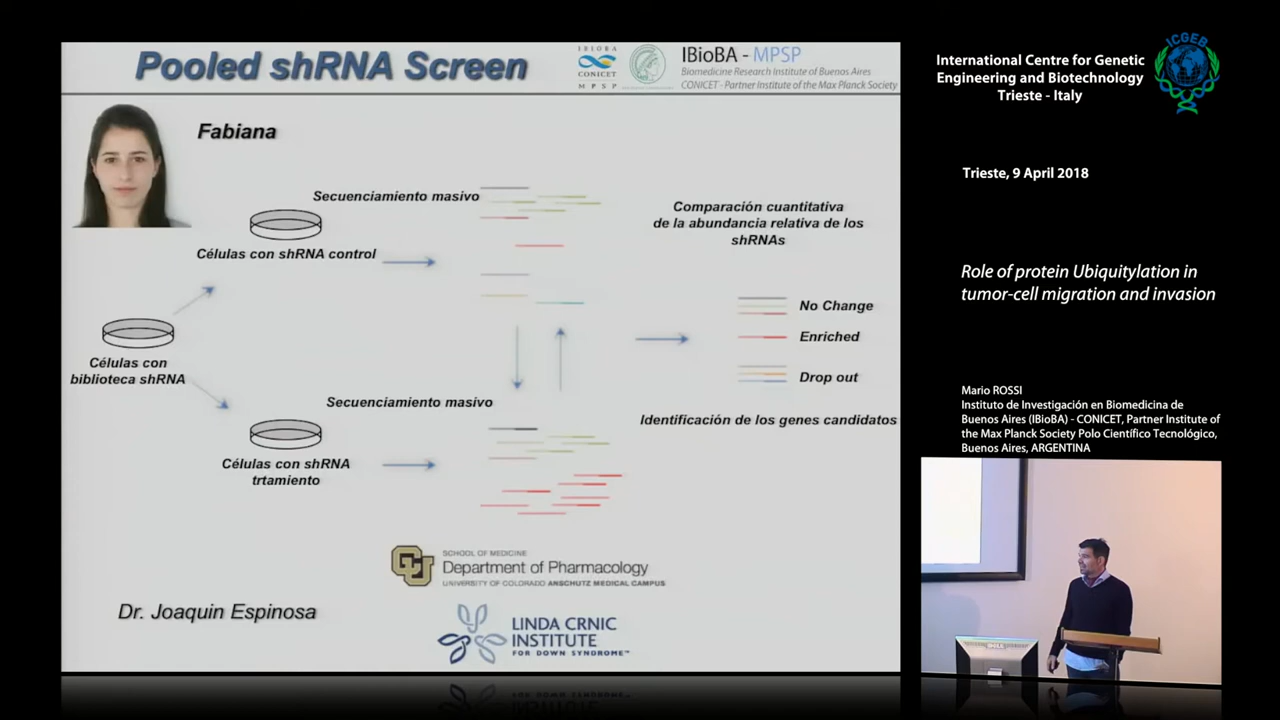 Pooled shRNA Screen
IBIOBA
CONICET
MPSP
IBioBA - MPSP
Biomedicine Research Institute of Buenos Aires
CONICET - Partner Institute of the Max Planck Society
Fabiana
Secuenciamiento masivo
Células con shRNA control
Células con
biblioteca shRNA
Secuenciamiento masivo
Células con shRNA
trtamiento
Comparación cuantitativa
de la abundancia relativa de los
shRNAs
No Change
Enriched
Drop out
Identificación de los genes candidatos
CU
SCHOOL OF MEDICINE
Department of Pharmacology
UNIVERSITY OF COLORADO ANSCHUTZ MEDICAL CAMPUS
Dr. Joaquin Espinosa
LINDA CRNIC
INSTITUTE
FOR DOWN SYNDROME™
International Centre for Genetic
Engineering and Biotechnology
Trieste - Italy
ICGEB
Trieste, 9 April 2018
Role of protein Ubiquitylation in
tumor-cell migration and invasion
Mario ROSSI
Instituto de Investigación en Biomedicina de
Buenos Aires (IBioBA) - CONICET, Partner Institute of
the Max Planck Society Polo Científico Tecnológico,
Buenos Aires, ARGENTINA